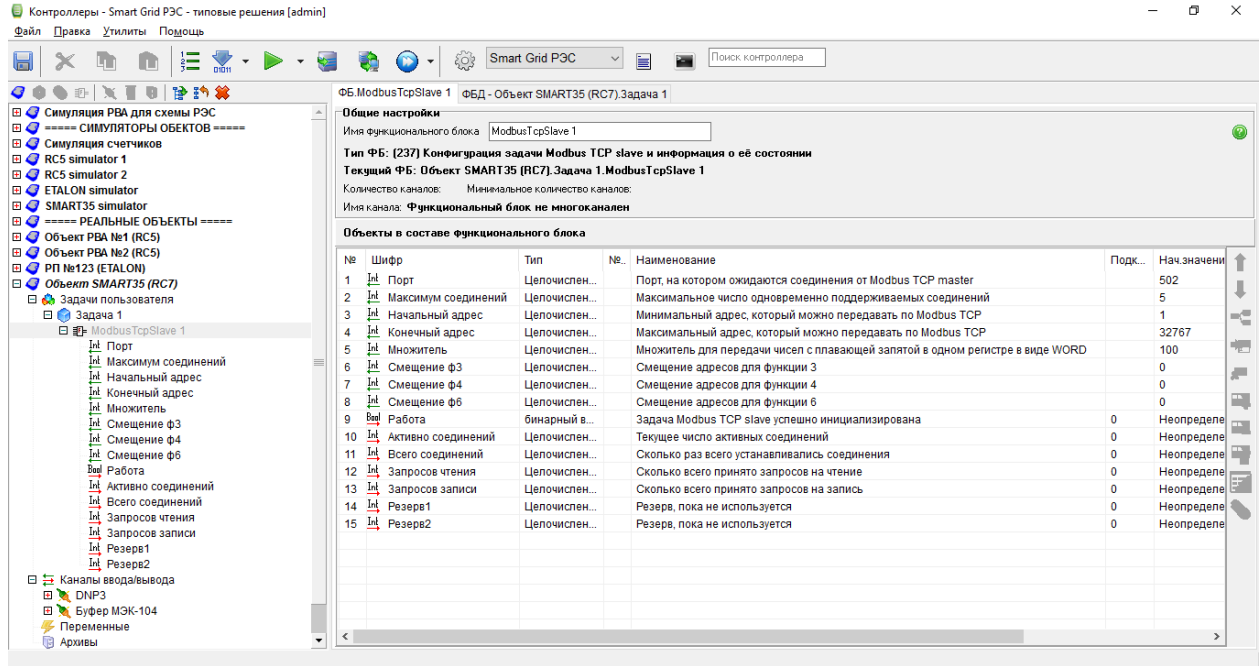 Контроллеры - Smart Grid РЭС - типовые решения [admin]
Файл Правка Утилиты Помощь
Smart Grid РЭС Поиск контроллера
Симуляция РВА для схемы РЭС
===== СИМУЛЯТОРЫ ОБЕКТОВ =====
Симуляция счетчиков
RC5 simulator 1
RC5 simulator 2
ETALON simulator
SMART35 simulator
===== РЕАЛЬНЫЕ ОБЪЕКТЫ =====
Объект РВА №1 (RC5)
Объект РВА №2 (RC5)
РП №123 (ETALON)
Объект SMART35 (RC7)
Задачи пользователя
Задача 1
ModbusTcpSlave 1
Int Порт
Int Максимум соединений
Int Начальный адрес
Int Конечный адрес
Int Множитель
Int Смещение ф3
Int Смещение ф4
Int Смещение ф6
Bool Работа
Int Активно соединений
Int Всего соединений
Int Запросов чтения
Int Запросов записи
Int Резерв1
Int Резерв2
Каналы ввода/вывода
DNP3
Буфер МЭК-104
Переменные
Архивы
ФБ.ModbusTcpSlave 1 ФБД - Объект SMART35 (RC7).Задача 1
Общие настройки
Имя функционального блока ModbusTcpSlave 1
Тип ФБ: (237) Конфигурация задачи Modbus TCP slave и информация о её состоянии
Текущий ФБ: Объект SMART35 (RC7).Задача 1.ModbusTcpSlave 1
Количество каналов: Минимальное количество каналов:
Имя канала: Функциональный блок не многоканален
Объекты в составе функционального блока
№ Шифр Тип №.. Наименование Подк... Нач.значени
1 Int Порт Целочислен... Порт, на котором ожидаются соединения от Modbus TCP master 502
2 Int Максимум соединений Целочислен... Максимальное число одновременно поддерживаемых соединений 5
3 Int Начальный адрес Целочислен... Минимальный адрес, который можно передавать по Modbus TCP 1
4 Int Конечный адрес Целочислен... Максимальный адрес, который можно передавать по Modbus TCP 32767
5 Int Множитель Целочислен... Множитель для передачи чисел с плавающей запятой в одном регистре в виде WORD 100
6 Int Смещение ф3 Целочислен... Смещение адресов для функции 3 0
7 Int Смещение ф4 Целочислен... Смещение адресов для функции 4 0
8 Int Смещение ф6 Целочислен... Смещение адресов для функции 6 0
9 Bool Работа бинарный в... Задача Modbus TCP slave успешно инициализирована 0 Неопределе
10 Int Активно соединений Целочислен... Текущее число активных соединений 0 Неопределе
11 Int Всего соединений Целочислен... Сколько раз всего устанавливались соединения 0 Неопределе
12 Int Запросов чтения Целочислен... Сколько всего принято запросов на чтение 0 Неопределе
13 Int Запросов записи Целочислен... Сколько всего принято запросов на запись 0 Неопределе
14 Int Резерв1 Целочислен... Резерв, пока не используется 0 Неопределе
15 Int Резерв2 Целочислен... Резерв, пока не используется 0 Неопределе